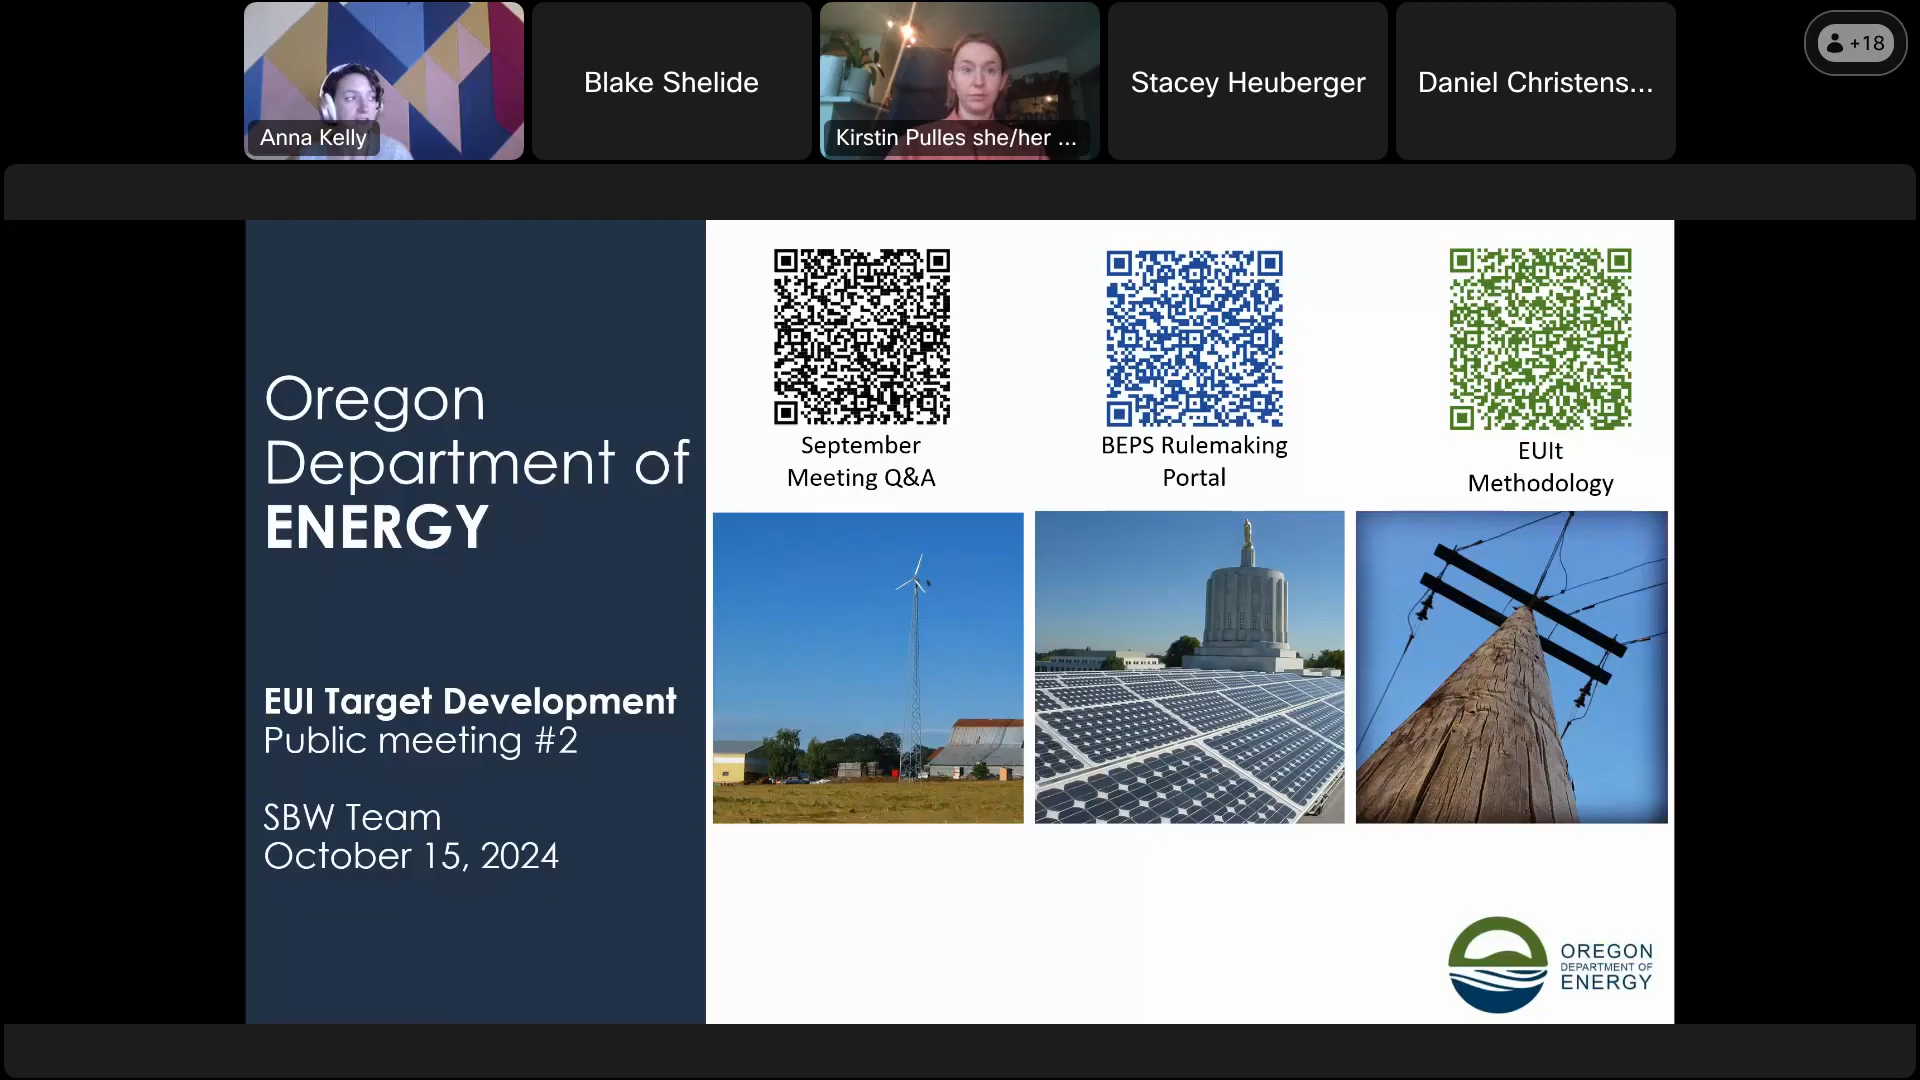 Anna Kelly
Blake Shelide
Kirstin Pulles she/her ...
Stacey Heuberger
Daniel Christens...
+18
Oregon
Department of
ENERGY
EUI Target Development
Public meeting #2
SBW Team
October 15, 2024
September
Meeting Q&A
BEPS Rulemaking
Portal
EUIt
Methodology
OREGON
DEPARTMENT OF
ENERGY